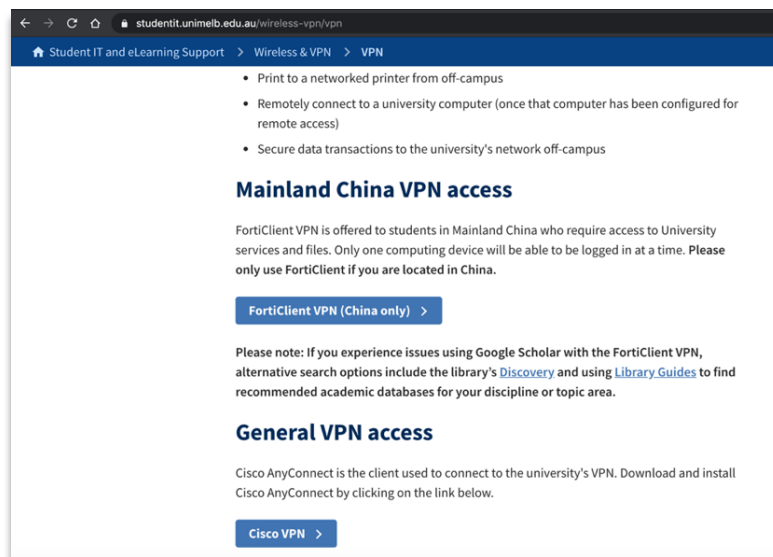 studentit.unimelb.edu.au/wireless-vpn/vpn
Student IT and eLearning Support > Wireless & VPN > VPN
• Print to a networked printer from off-campus
• Remotely connect to a university computer (once that computer has been configured for
remote access)
• Secure data transactions to the university's network off-campus
Mainland China VPN access
FortiClient VPN is offered to students in Mainland China who require access to University
services and files. Only one computing device will be able to be logged in at a time. Please
only use FortiClient if you are located in China.
FortiClient VPN (China only) >
Please note: If you experience issues using Google Scholar with the FortiClient VPN,
alternative search options include the library's Discovery and using Library Guides to find
recommended academic databases for your discipline or topic area.
General VPN access
Cisco AnyConnect is the client used to connect to the university's VPN. Download and install
Cisco AnyConnect by clicking on the link below.
Cisco VPN >